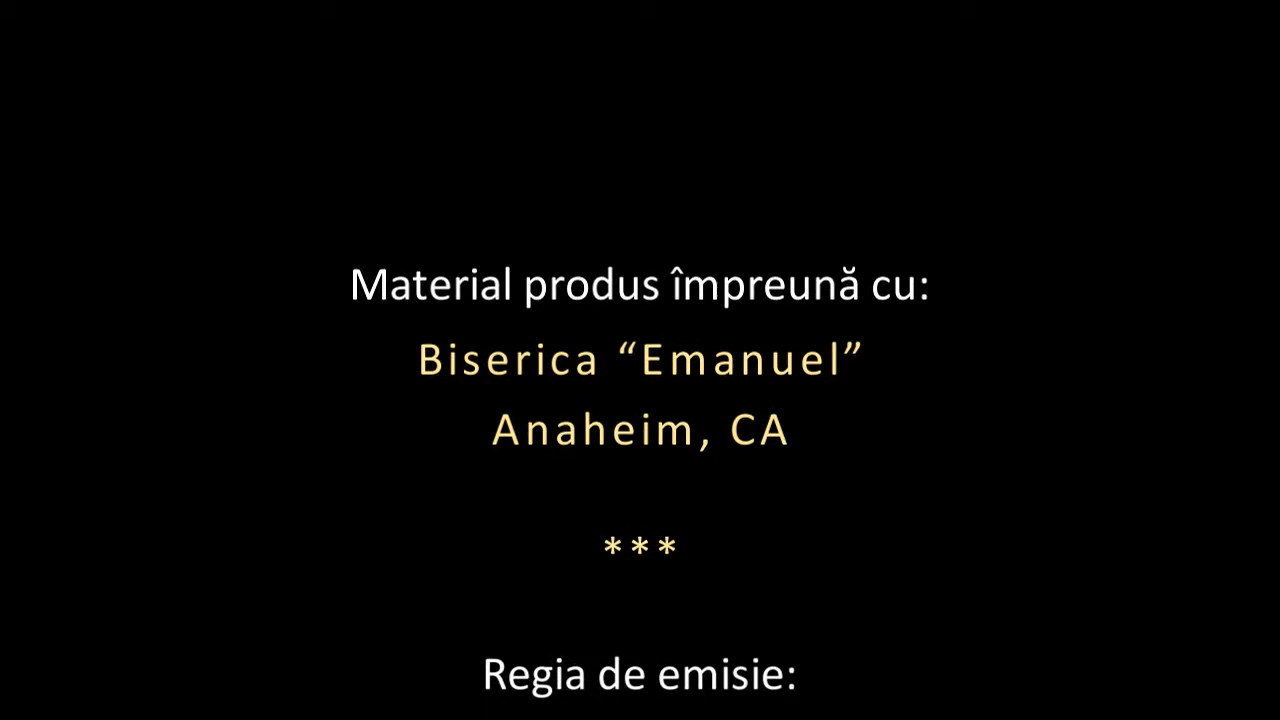 Material produs împreună cu:
Biserica “Emanuel”
Anaheim, CA
***
Regia de emisie: